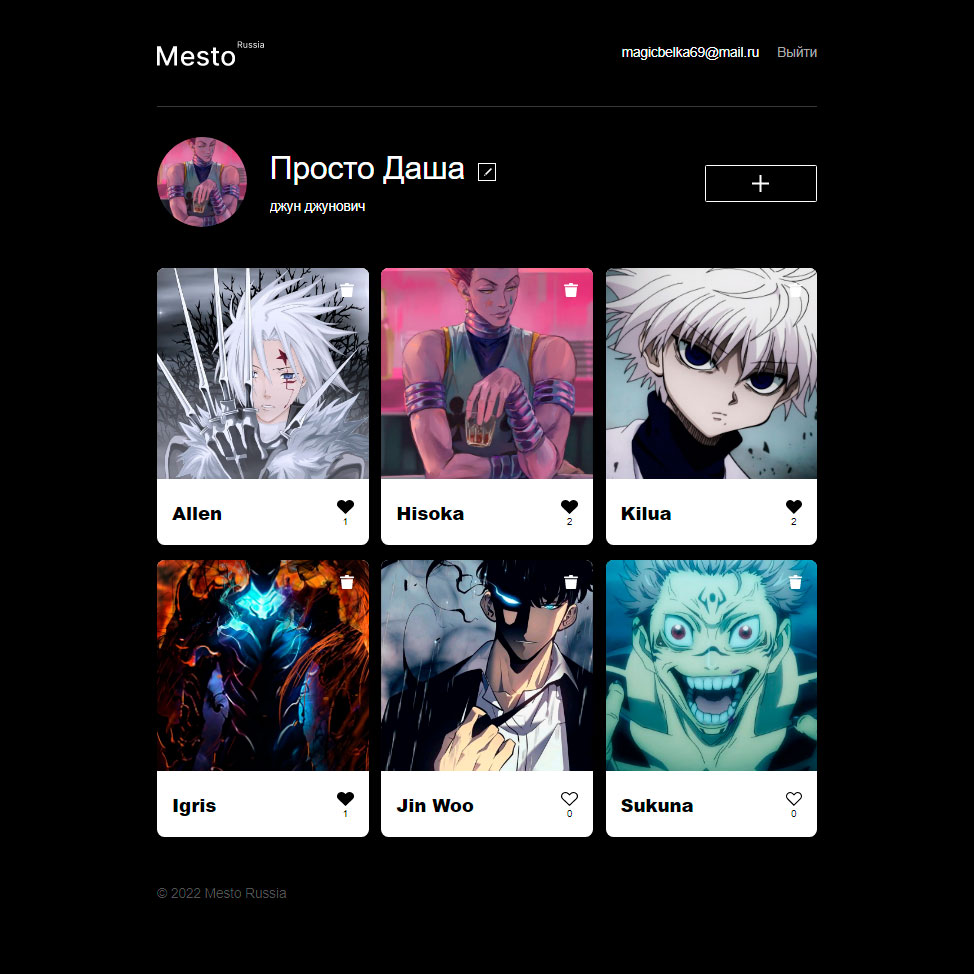 Mesto Russia
magicbelka69@mail.ru Выйти
Просто Даша
джун джунович
Allen
1
Hisoka
2
Kilua
2
Igris
1
Jin Woo
0
Sukuna
0
© 2022 Mesto Russia